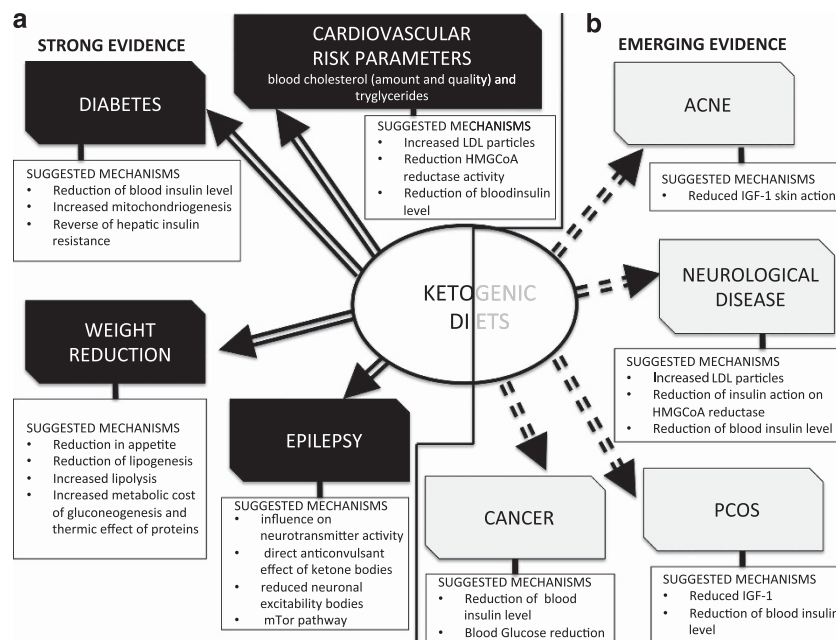 a
STRONG EVIDENCE
CARDIOVASCULAR
RISK PARAMETERS
blood cholesterol (amount and quality) and
tryglycerides
SUGGESTED MECHANISMS
• Increased LDL particles
• Reduction HMGCoA
reductase activity
• Reduction of bloodinsulin
level
DIABETES
SUGGESTED MECHANISMS
• Reduction of blood insulin level
• Increased mitochondriogenesis
• Reverse of hepatic insulin
resistance
WEIGHT
REDUCTION
SUGGESTED MECHANISMS
• Reduction in appetite
• Reduction of lipogenesis
• Increased lipolysis
• Increased metabolic cost
of gluconeogenesis and
thermic effect of proteins
EPILEPSY
SUGGESTED MECHANISMS
• influence on
neurotransmitter activity
• direct anticonvulsant
effect of ketone bodies
• reduced neuronal
excitability bodies
• mTor pathway
KETOGENIC
DIETS
b
EMERGING EVIDENCE
ACNE
SUGGESTED MECHANISMS
• Reduced IGF-1 skin action
NEUROLOGICAL
DISEASE
SUGGESTED MECHANISMS
• Increased LDL particles
• Reduction of insulin action on
HMGCoA reductase
• Reduction of blood insulin level
CANCER
SUGGESTED MECHANISMS
• Reduction of blood
insulin level
• Blood Glucose reduction
PCOS
SUGGESTED MECHANISMS
• Reduced IGF-1
• Reduction of blood insulin
level